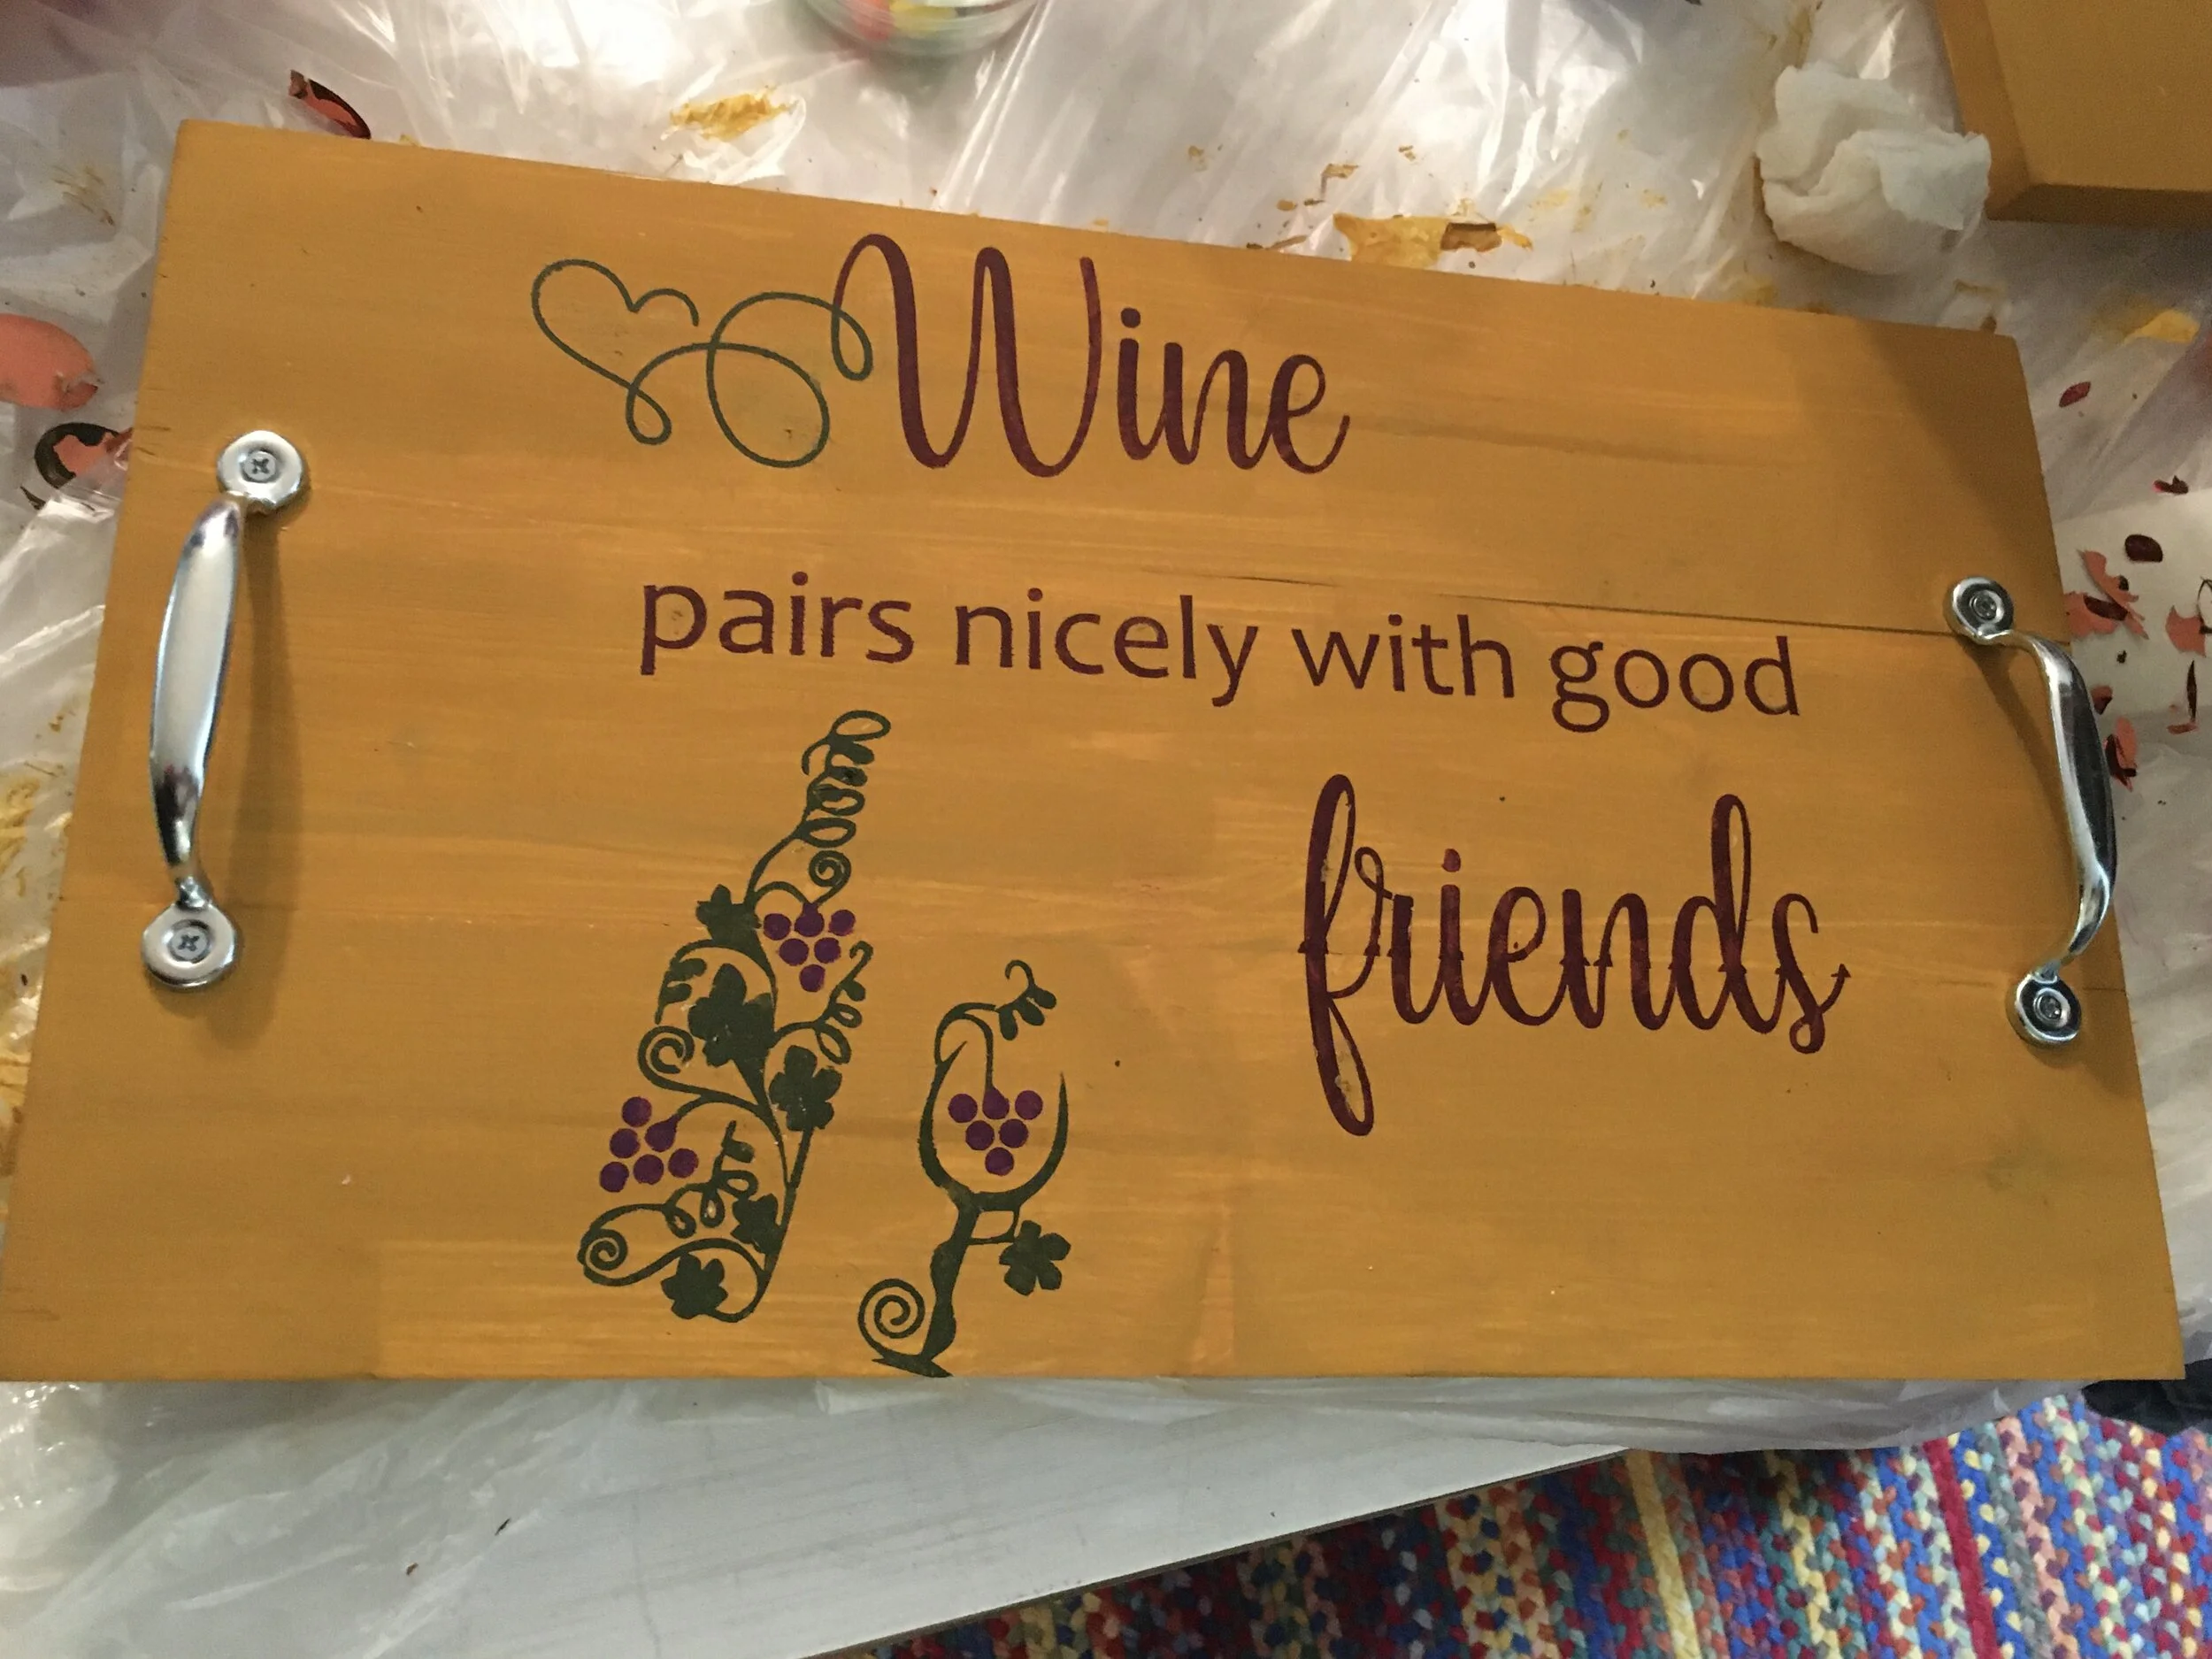 Wine
pairs nicely with good
friends